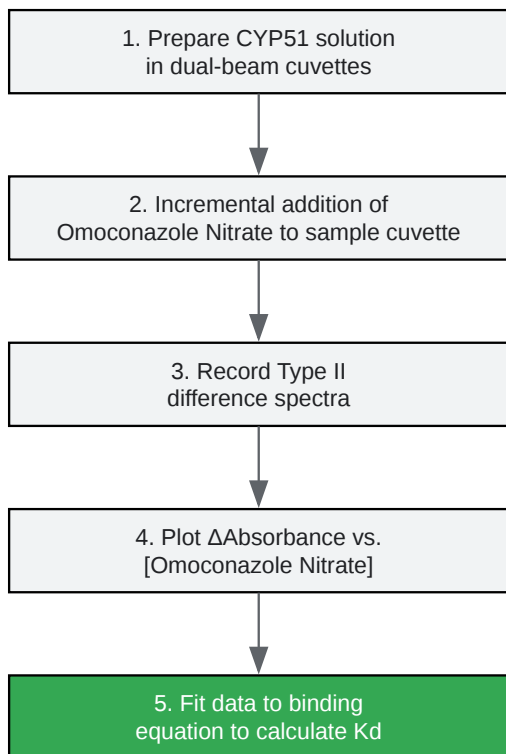 1. Prepare CYP51 solution
in dual-beam cuvettes
2. Incremental addition of
Omoconazole Nitrate to sample cuvette
3. Record Type II
difference spectra
4. Plot ΔAbsorbance vs.
[Omoconazole Nitrate]
5. Fit data to binding
equation to calculate Kd